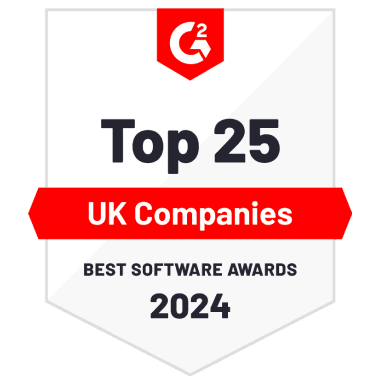 G2
Top 25
UK Companies
BEST SOFTWARE AWARDS
2024